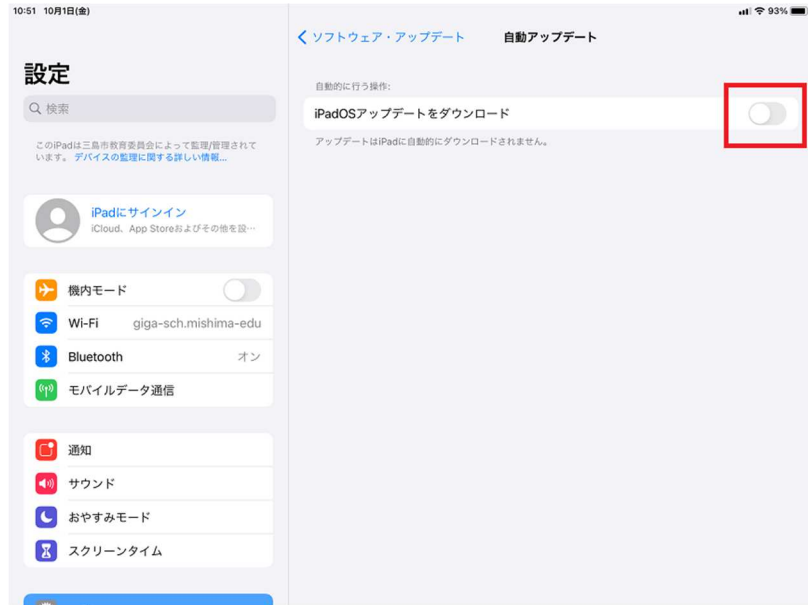 10:51 10月1日(金)
93%
設定
検索
このiPadは三島市教育委員会によって監理/管理されて
います。 デバイスの監理に関する詳しい情報...
iPadにサインイン
iCloud、App Storeおよびその他を設…
機内モード
Wi-Fi giga-sch.mishima-edu
Bluetooth オン
モバイルデータ通信
通知
サウンド
おやすみモード
スクリーンタイム
ソフトウェア・アップデート 自動アップデート
自動的に行う操作:
iPadOSアップデートをダウンロード
アップデートはiPadに自動的にダウンロードされません。